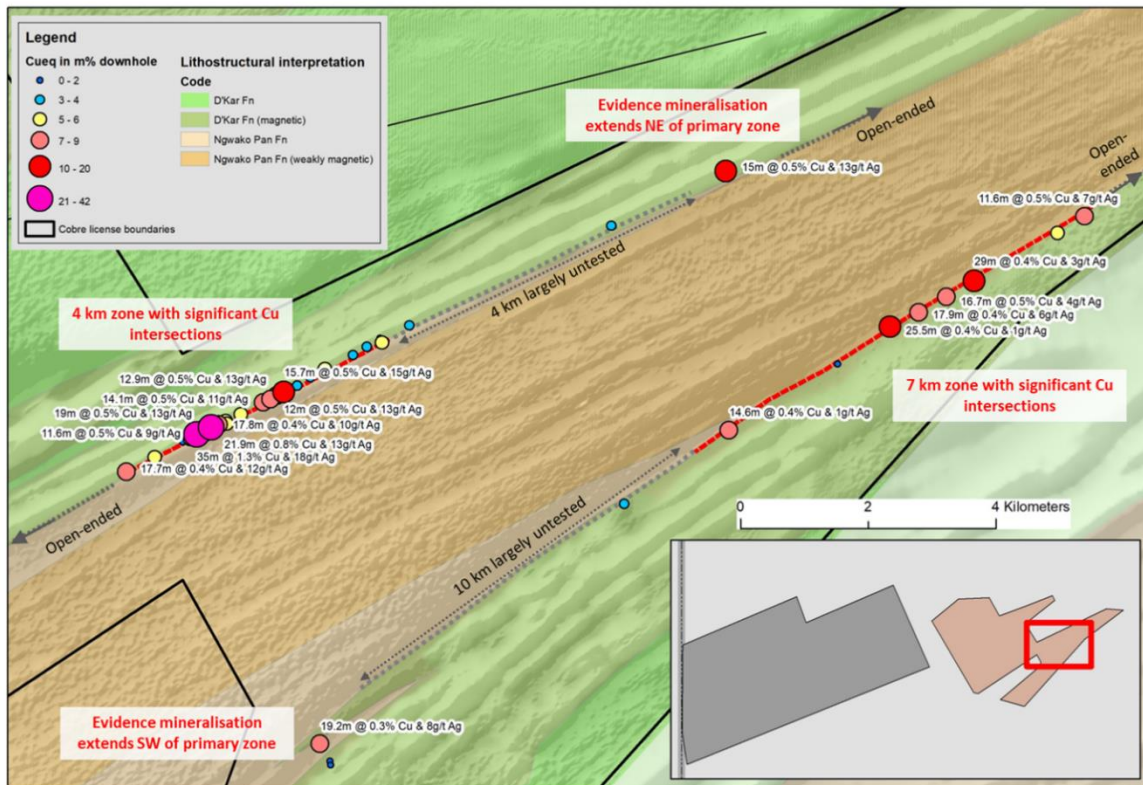 Legend
Cueq in m% downhole
0 - 2
3 - 4
5 - 6
7 - 9
10 - 20
21 - 42
Cobre license boundaries
Lithostructural interpretation
Code
D'Kar Fn
D'Kar Fn (magnetic)
Ngwako Pan Fn
Ngwako Pan Fn (weakly magnetic)
Evidence mineralisation
extends NE of primary zone
Open-ended
Open-
ended
15m @ 0.5% Cu & 13g/t Ag
11.6m @ 0.5% Cu & 7g/t Ag
4 km largely untested
29m @ 0.4% Cu & 3g/t Ag
16.7m @ 0.5% Cu & 4g/t Ag
17.9m @ 0.4% Cu & 6g/t Ag
25.5m @ 0.4% Cu & 1g/t Ag
4 km zone with significant Cu
intersections
7 km zone with significant Cu
intersections
12.9m @ 0.5% Cu & 13g/t Ag
15.7m @ 0.5% Cu & 15g/t Ag
14.1m @ 0.5% Cu & 11g/t Ag
12m @ 0.5% Cu & 13g/t Ag
19m @ 0.5% Cu & 13g/t Ag
17.8m @ 0.4% Cu & 10g/t Ag
11.6m @ 0.5% Cu & 9g/t Ag
21.9m @ 0.8% Cu & 13g/t Ag
35m @ 1.3% Cu & 18g/t Ag
17.7m @ 0.4% Cu & 12g/t Ag
14.6m @ 0.4% Cu & 1g/t Ag
Open-ended
10 km largely untested
0 2 4 Kilometers
Evidence mineralisation
extends SW of primary zone
19.2m @ 0.3% Cu & 8g/t Ag